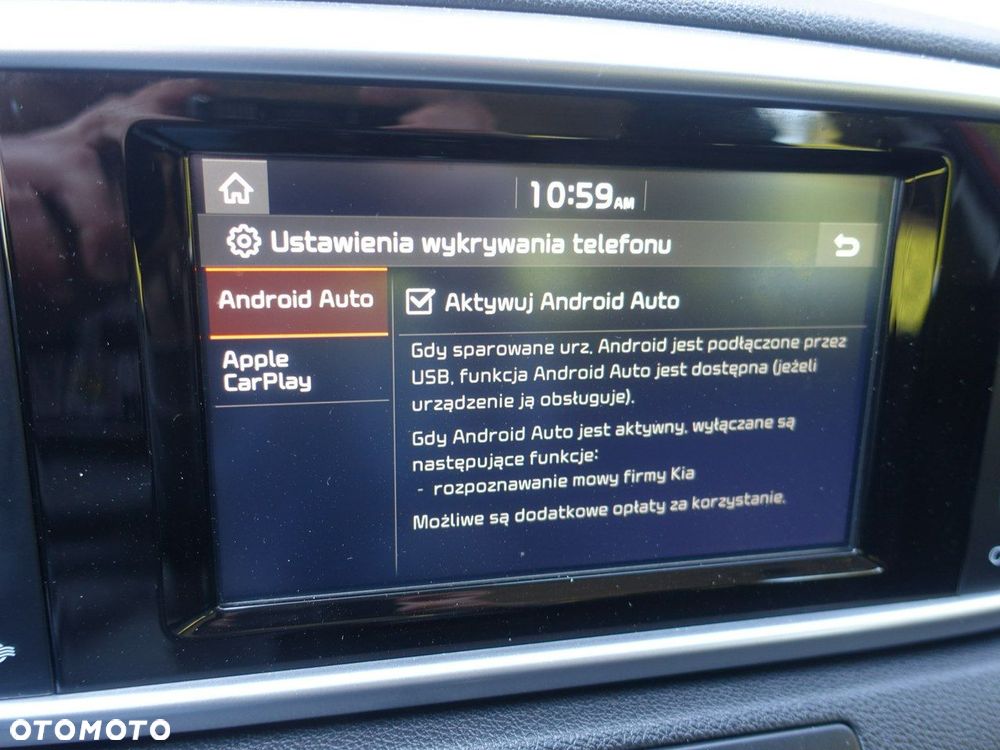 10:59AM
Ustawienia wykrywania telefonu
Android Auto
Apple
CarPlay
Aktywuj Android Auto
Gdy sparowane urz. Android jest podłączone przez
USB, funkcja Android Auto jest dostępna (jeżeli
urządzenie ją obsługuje).
Gdy Android Auto jest aktywny, wyłączane są
następujące funkcje:
- rozpoznawanie mowy firmy Kia
Możliwe są dodatkowe opłaty za korzystanie.
OTOMOTO